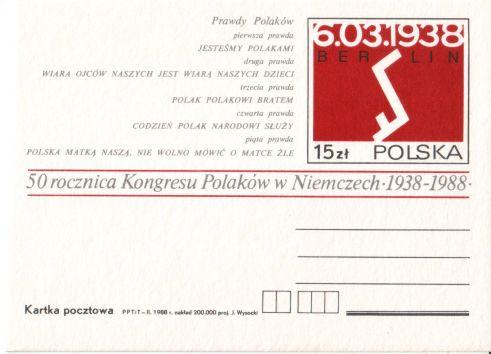 Prawdy Polaków
pierwsza prawda
JESTEŚMY POLAKAMI
druga prawda
WIARA OJCÓW NASZYCH JEST WIARĄ NASZYCH DZIECI
trzecia prawda
POLAK POLAKOWI BRATEM
czwarta prawda
CODZIEŃ POLAK NARODOWI SŁUŻY
piąta prawda
POLSKA MATKĄ NASZĄ, NIE WOLNO MÓWIĆ O MATCE ŹLE
6.03.1938
BERLIN
15zł POLSKA
50 rocznica Kongresu Polaków w Niemczech·1938-1988·
Kartka pocztowa PPTiT–II. 1988 r. nakład 200.000 proj. J. Wysocki